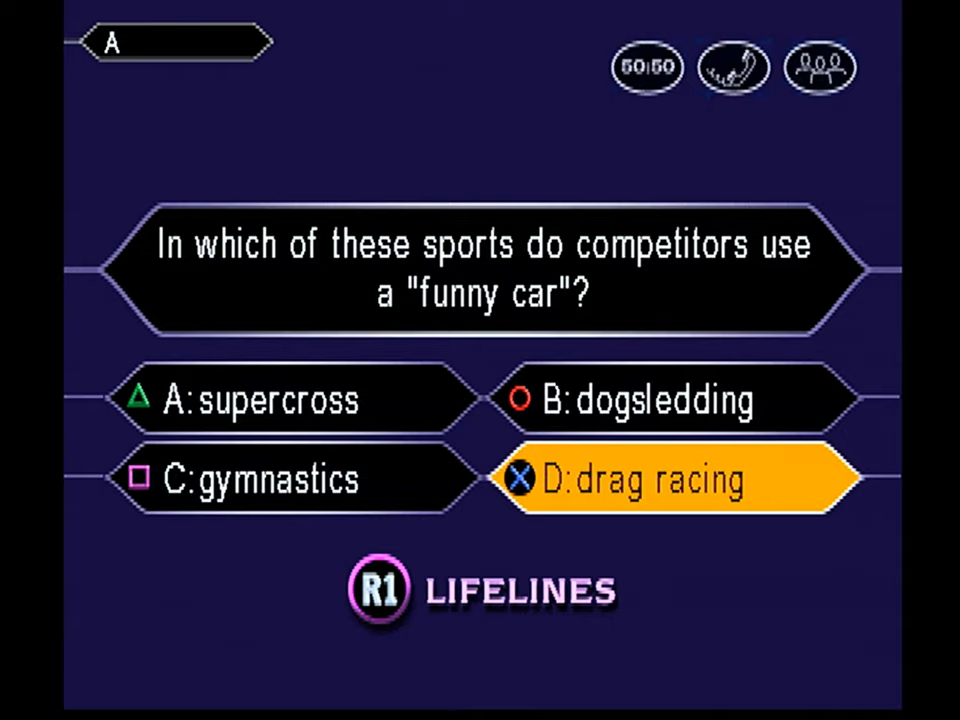 A
50:50
In which of these sports do competitors use
a "funny car"?
A: supercross
B: dogsledding
C: gymnastics
D: drag racing
R1 LIFELINES